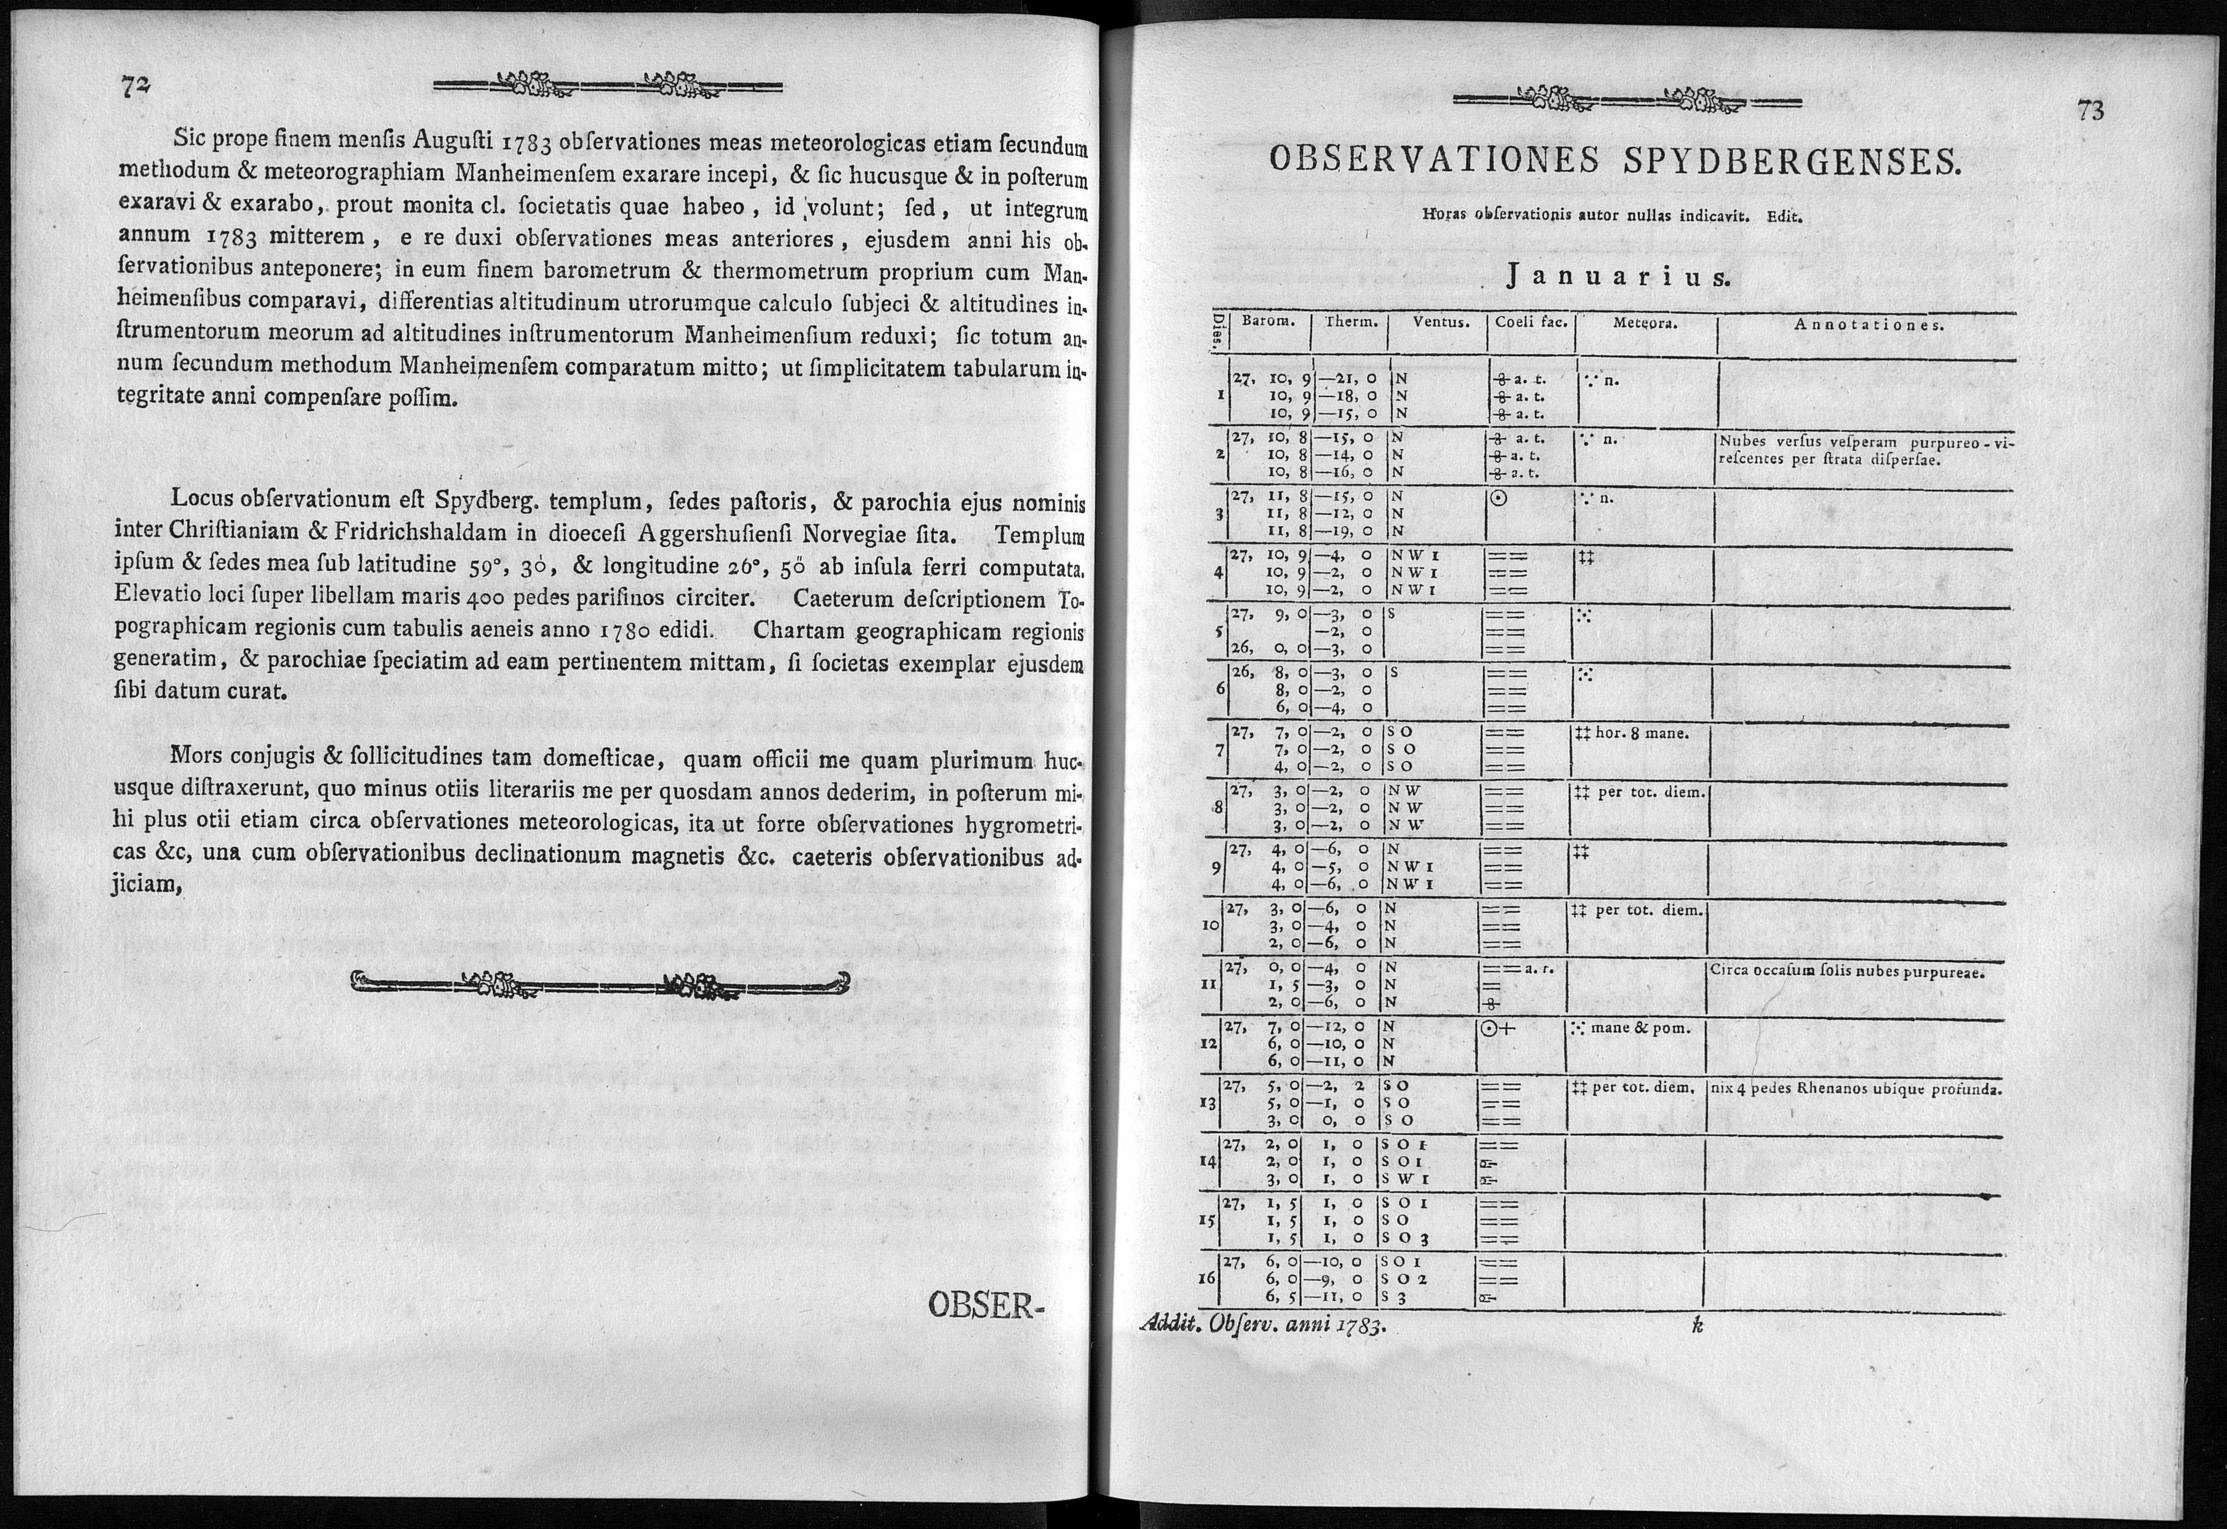 72
Sic prope finem mensis Augusti 1783 observationes meas meteorologicas etiam secundum
methodum & meteorographiam Manheimensem exarare incepi, & sic hucusque & in posterum
exaravi & exarabo, prout monita cl. societatis quae habeo, id volunt; sed, ut integrum
annum 1783 mitterem, e re duxi observationes meas anteriores, ejusdem anni his ob-
servationibus anteponere; in eum finem barometrum & thermometrum proprium cum Man-
heimensibus comparavi, differentias altitudinum utrorumque calculo subjeci & altitudines in-
strumentorum meorum ad altitudines instrumentorum Manheimensium reduxi; sic totum an-
num secundum methodum Manheimensem comparatum mitto; ut simplicitatem tabularum in-
tegritate anni compensare possim.
Locus observationum est Spydberg. templum, sedes pastoris, & parochia ejus nominis
inter Christianiam & Fridrichshaldam in dioecesi Aggershusiensi Norvegiae sita. Templum
ipsum & sedes mea sub latitudine 59°, 30', & longitudine 26°, 50" ab insula ferri computata.
Elevatio loci super libellam maris 400 pedes parisinos circiter. Caeterum descriptionem To-
pographicam regionis cum tabulis aeneis anno 1780 edidi. Chartam geographicam regionis
generatim, & parochiae speciatim ad eam pertinentem mittam, si societas exemplar ejusdem
sibi datum curat.
Mors conjugis & sollicitudines tam domesticae, quam officii me quam plurimum huc-
usque distraxerunt, quo minus otiis literariis me per quosdam annos dederim, in posterum mi-
hi plus otii etiam circa observationes meteorologicas, ita ut forte observationes hygrometri-
cas &c, una cum observationibus declinationum magnetis &c. caeteris observationibus ad-
jiciam,
OBSER-
73
OBSERVATIONES SPYDBERGENSES.
Horas observationis autor nullas indicavit. Edit.
Januarius.
Dies. Barom. Therm. Ventus. Coeli fac. Meteora. Annotationes.
27, 10, 9 —21, 0 N a. t. ∵ n.
1 10, 9 —18, 0 N a. t.
10, 9 —15, 0 N a. t.
27, 10, 8 —15, 0 N a. t. ∵ n. Nubes versus vesperam purpureo-vi-
2 10, 8 —14, 0 N a. t. rescentes per strata dispersae.
10, 8 —16, 0 N a. t.
27, 11, 8 —15, 0 N ☉ ∵ n.
3 11, 8 —12, 0 N
11, 8 —19, 0 N
27, 10, 9 —4, 0 N W 1 == ‡‡
4 10, 9 —2, 0 N W 1 ==
10, 9 —2, 0 N W 1 ==
27, 9, 0 —3, 0 S == ⁙
5 —2, 0 ==
26, 0, 0 —3, 0 ==
26, 8, 0 —3, 0 S == ⁙
6 8, 0 —2, 0 ==
6, 0 —4, 0 ==
27, 7, 0 —2, 0 S O == ‡‡ hor. 8 mane.
7 7, 0 —2, 0 S O ==
4, 0 —2, 0 S O ==
27, 3, 0 —2, 0 N W == ‡‡ per tot. diem.
8 3, 0 —2, 0 N W ==
3, 0 —2, 0 N W ==
27, 4, 0 —6, 0 N == ‡‡
9 4, 0 —5, 0 N W 1 ==
4, 0 —6, 0 N W 1 ==
27, 3, 0 —6, 0 N == ‡‡ per tot. diem.
10 3, 0 —4, 0 N ==
2, 0 —6, 0 N ==
27, 0, 0 —4, 0 N == a. r. Circa occasum solis nubes purpureae.
11 1, 5 —3, 0 N =
2, 0 —6, 0 N
27, 7, 0 —12, 0 N ☉+ ⁙ mane & pom.
12 6, 0 —10, 0 N
6, 0 —11, 0 N
27, 5, 0 —2, 2 S O == ‡‡ per tot. diem. nix 4 pedes Rhenanos ubique profunda.
13 5, 0 —1, 0 S O ==
3, 0 0, 0 S O ==
27, 2, 0 1, 0 S O 1 ==
14 2, 0 1, 0 S O 1
3, 0 1, 0 S W 1
27, 1, 5 1, 0 S O 1 ==
15 1, 5 1, 0 S O ==
1, 5 1, 0 S O 3 ==
27, 6, 0 —10, 0 S O 1 ==
16 6, 0 —9, 0 S O 2 ==
6, 5 —11, 0 S 3
Addit. Observ. anni 1783. k